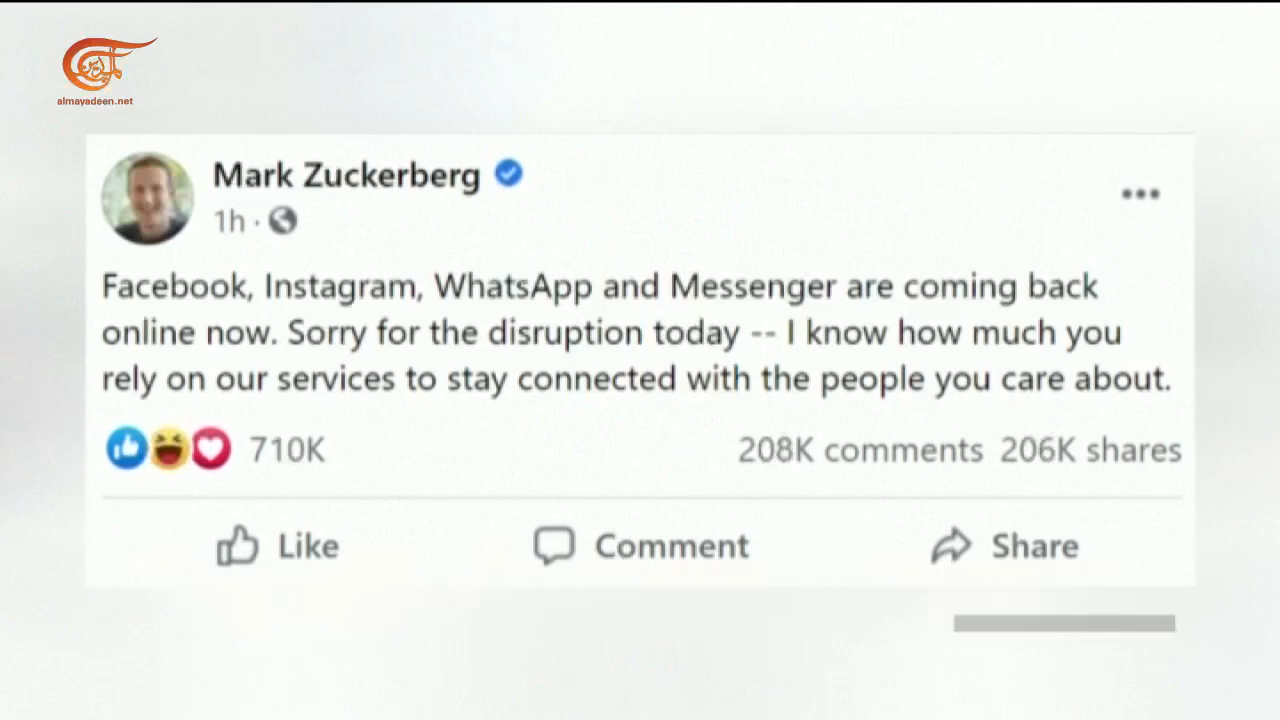 almayadeen.net
Mark Zuckerberg
1h ·
Facebook, Instagram, WhatsApp and Messenger are coming back
online now. Sorry for the disruption today -- I know how much you
rely on our services to stay connected with the people you care about.
710K 208K comments 206K shares
Like Comment Share